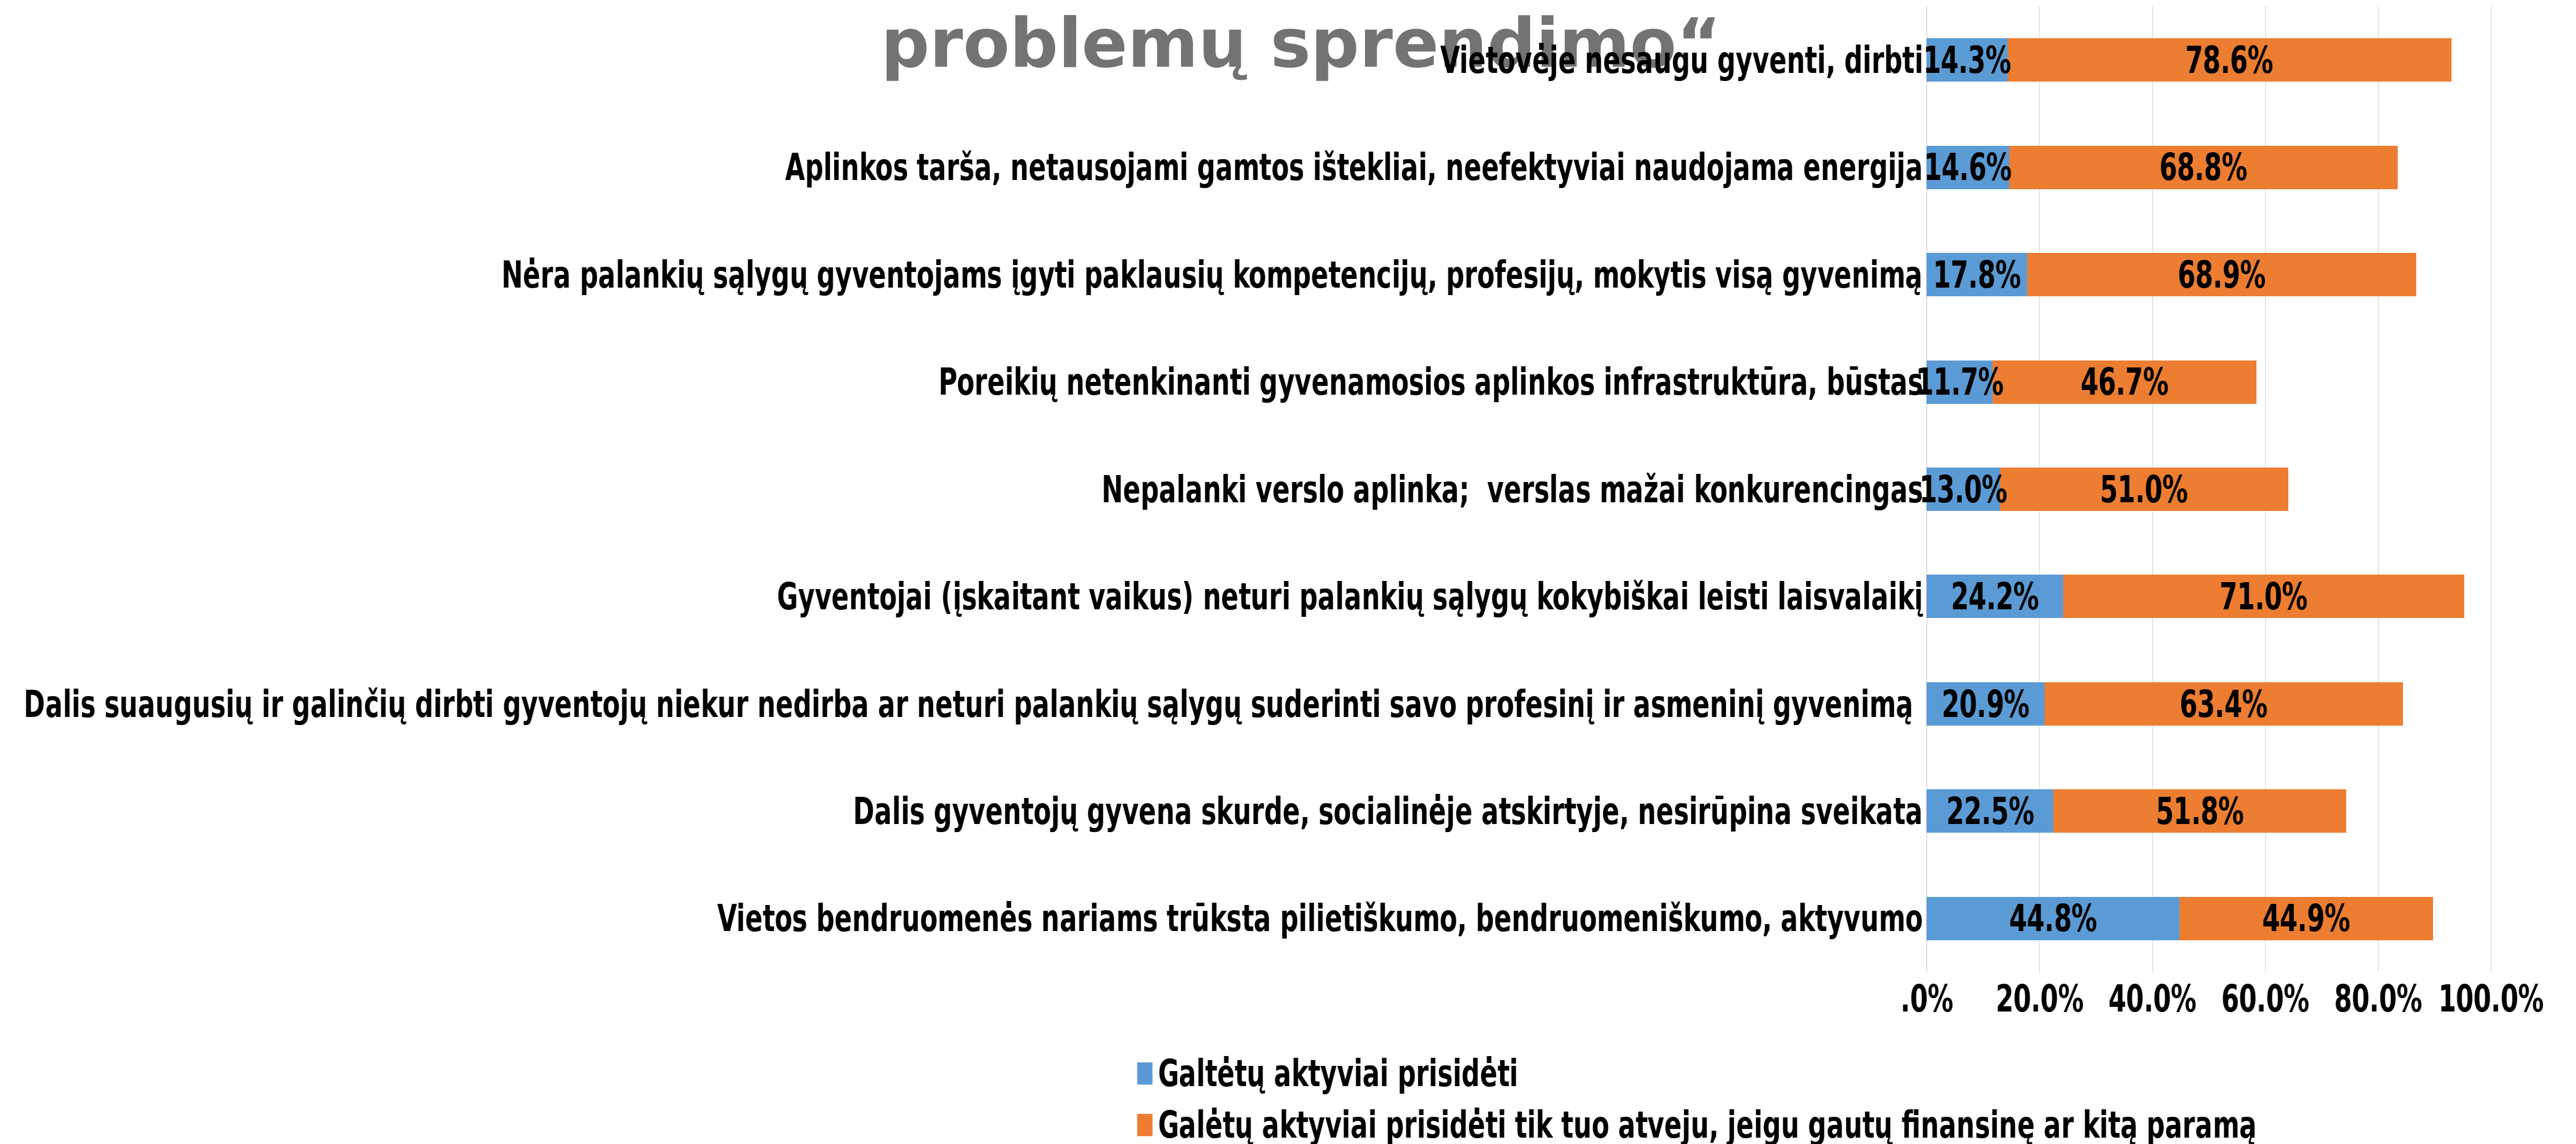 problemų sprendimo“
Vietovėje nesaugu gyventi, dirbti 14.3% 78.6%
Aplinkos tarša, netausojami gamtos ištekliai, neefektyviai naudojama energija 14.6% 68.8%
Nėra palankių sąlygų gyventojams įgyti paklausių kompetencijų, profesijų, mokytis visą gyvenimą 17.8% 68.9%
Poreikių netenkinanti gyvenamosios aplinkos infrastruktūra, būstas 11.7% 46.7%
Nepalanki verslo aplinka;  verslas mažai konkurencingas 13.0% 51.0%
Gyventojai (įskaitant vaikus) neturi palankių sąlygų kokybiškai leisti laisvalaikį 24.2% 71.0%
Dalis suaugusių ir galinčių dirbti gyventojų niekur nedirba ar neturi palankių sąlygų suderinti savo profesinį ir asmeninį gyvenimą 20.9% 63.4%
Dalis gyventojų gyvena skurde, socialinėje atskirtyje, nesirūpina sveikata 22.5% 51.8%
Vietos bendruomenės nariams trūksta pilietiškumo, bendruomeniškumo, aktyvumo 44.8% 44.9%
.0% 20.0% 40.0% 60.0% 80.0% 100.0%
Galtėtų aktyviai prisidėti
Galėtų aktyviai prisidėti tik tuo atveju, jeigu gautų finansinę ar kitą paramą